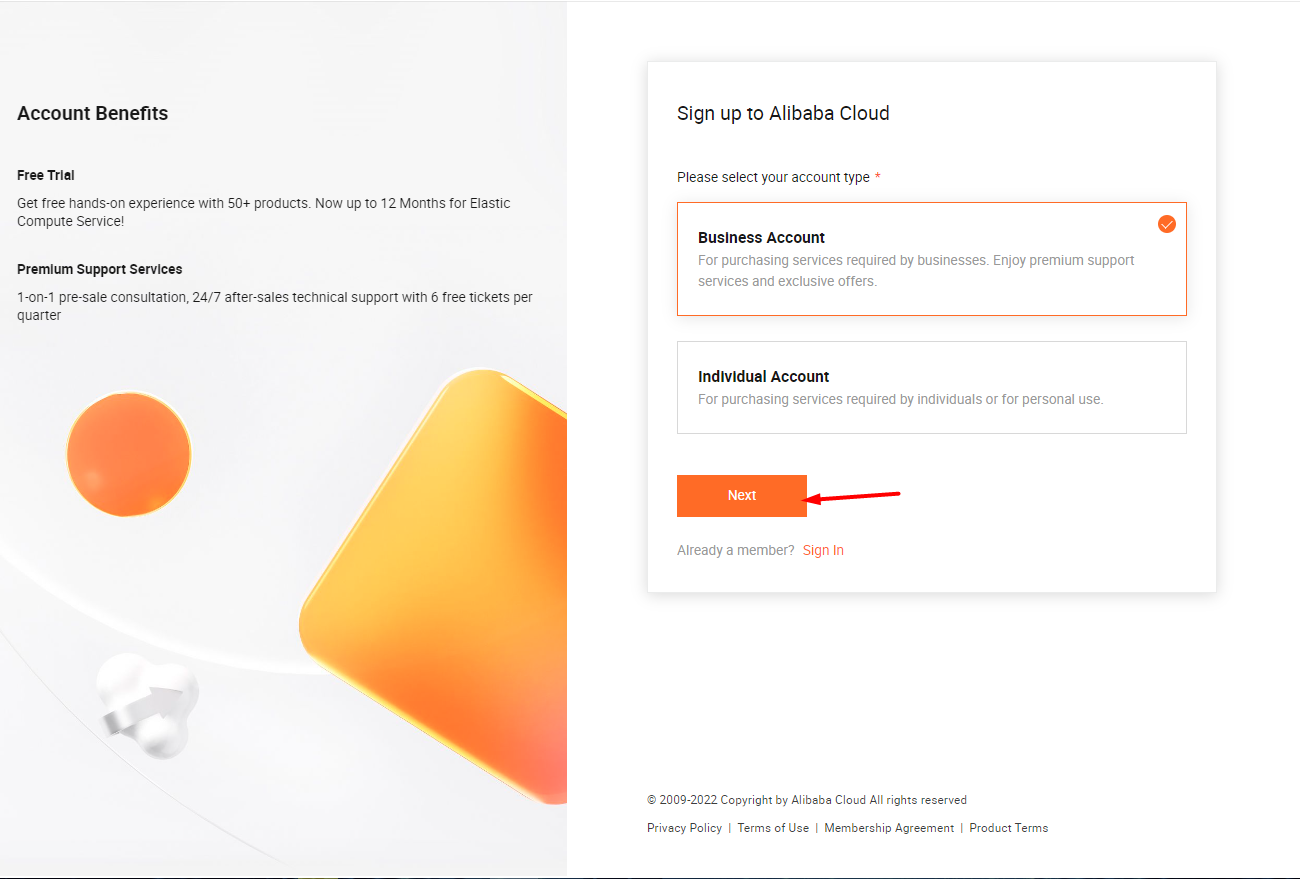 Account Benefits
Free Trial
Get free hands-on experience with 50+ products. Now up to 12 Months for Elastic
Compute Service!
Premium Support Services
1-on-1 pre-sale consultation, 24/7 after-sales technical support with 6 free tickets per
quarter
Sign up to Alibaba Cloud
Please select your account type *
Business Account
For purchasing services required by businesses. Enjoy premium support
services and exclusive offers.
Individual Account
For purchasing services required by individuals or for personal use.
Next
Already a member? Sign In
© 2009-2022 Copyright by Alibaba Cloud All rights reserved
Privacy Policy | Terms of Use | Membership Agreement | Product Terms